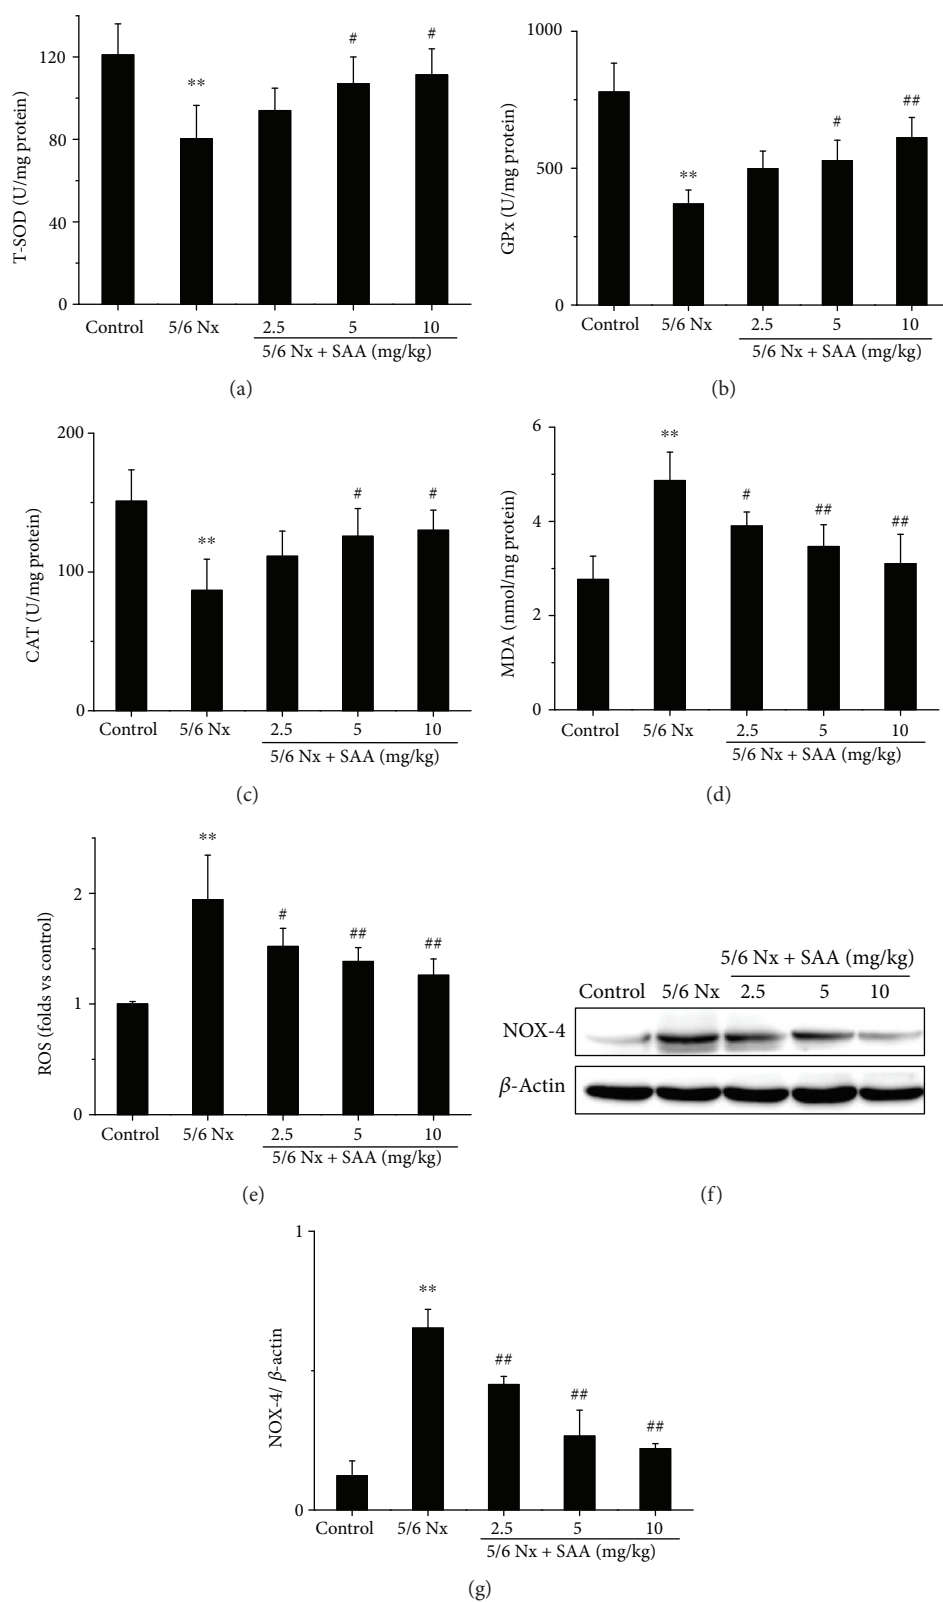 T-SOD (U/mg protein)
120
80
40
0
**
#
#
Control
5/6 Nx
2.5
5
10
5/6 Nx + SAA (mg/kg)
(a)
GPx (U/mg protein)
1000
500
0
**
#
##
Control
5/6 Nx
2.5
5
10
5/6 Nx + SAA (mg/kg)
(b)
CAT (U/mg protein)
200
100
0
**
#
#
Control
5/6 Nx
2.5
5
10
5/6 Nx + SAA (mg/kg)
(c)
MDA (nmol/mg protein)
6
4
2
0
**
#
##
##
Control
5/6 Nx
2.5
5
10
5/6 Nx + SAA (mg/kg)
(d)
ROS (folds vs control)
2
1
0
**
#
##
##
Control
5/6 Nx
2.5
5
10
5/6 Nx + SAA (mg/kg)
(e)
5/6 Nx + SAA (mg/kg)
Control 5/6 Nx 2.5 5 10
NOX-4
β-Actin
(f)
NOX-4/ β-actin
1
0
**
##
##
##
Control
5/6 Nx
2.5
5
10
5/6 Nx + SAA (mg/kg)
(g)